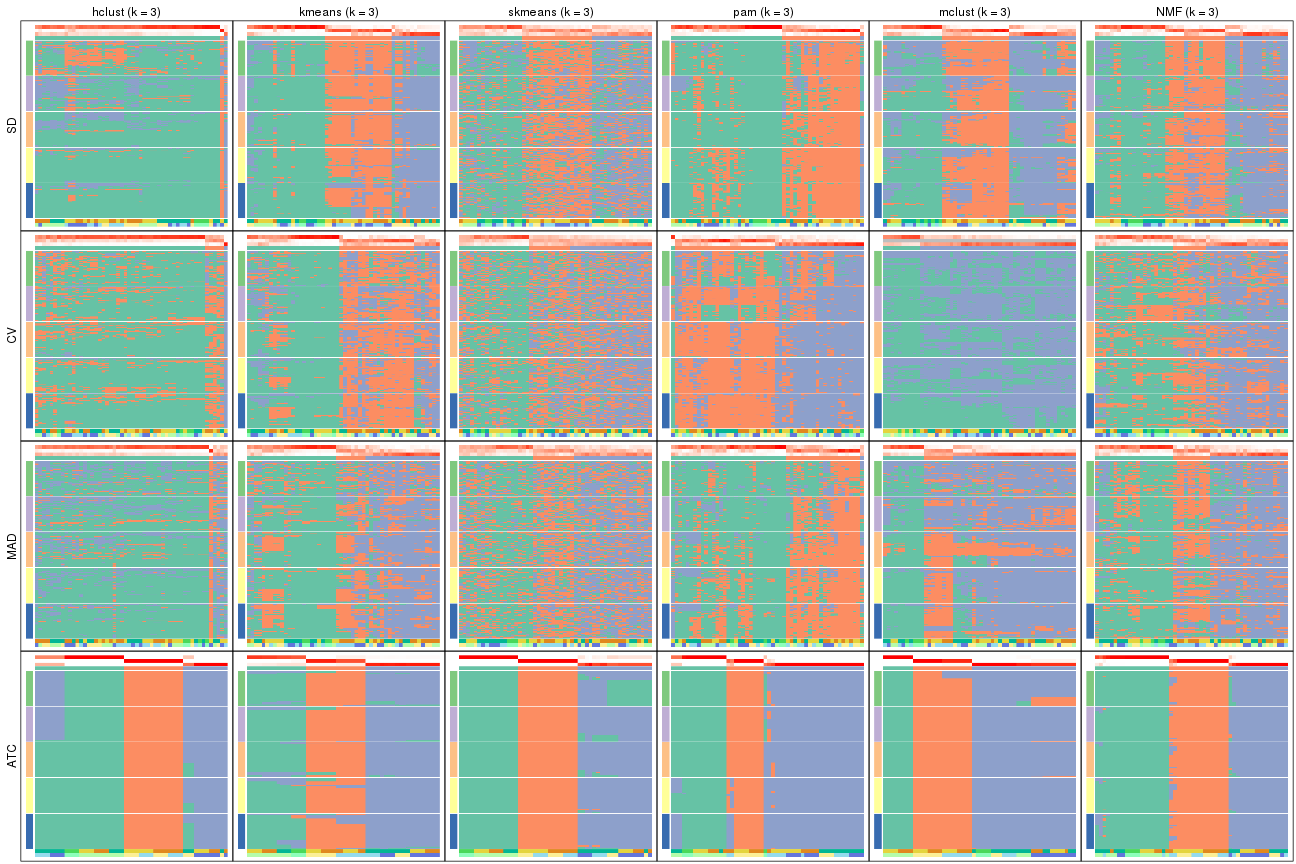 hclust (k = 3) kmeans (k = 3) skmeans (k = 3) pam (k = 3) mclust (k = 3) NMF (k = 3)
SD
CV
MAD
ATC